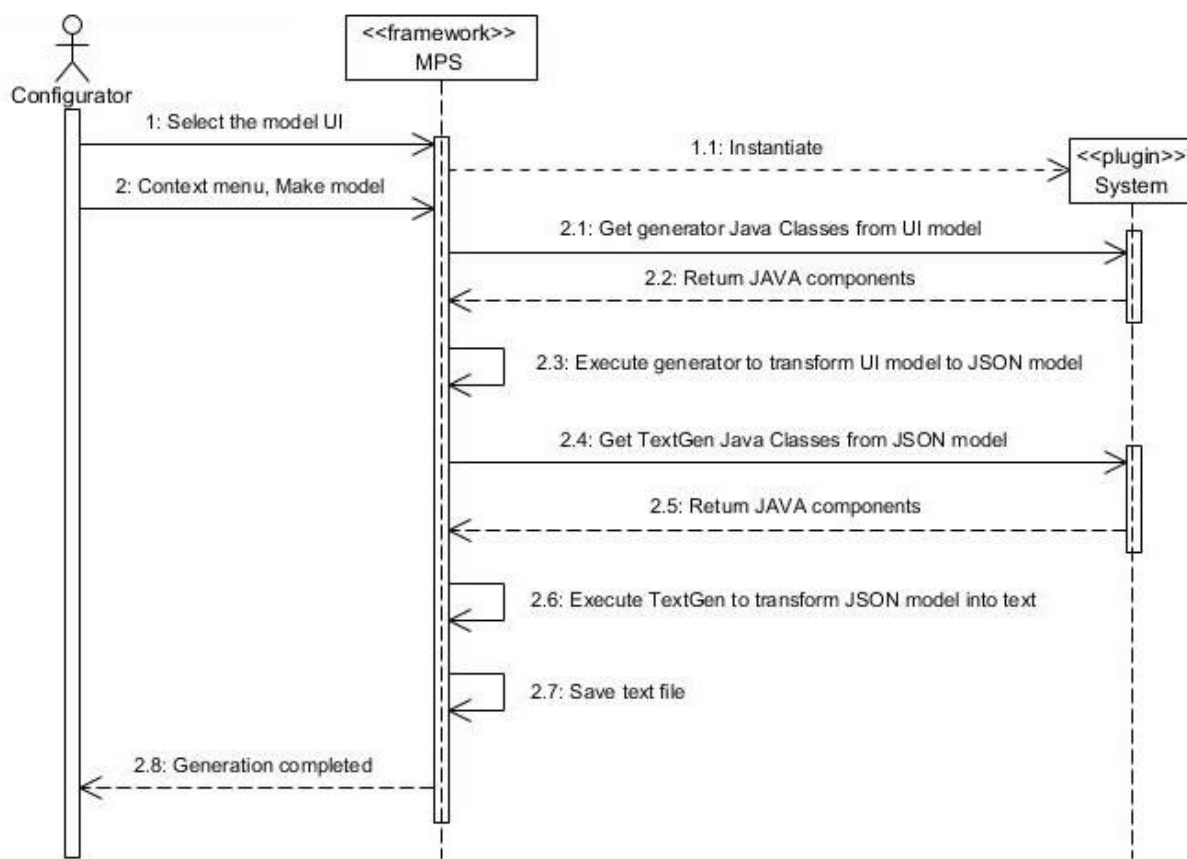 <<framework>>
MPS
Configurator
1: Select the model UI
1.1: Instantiate
<<plugin>>
System
2: Context menu, Make model
2.1: Get generator Java Classes from UI model
2.2: Return JAVA components
2.3: Execute generator to transform UI model to JSON model
2.4: Get TextGen Java Classes from JSON model
2.5: Return JAVA components
2.6: Execute TextGen to transform JSON model into text
2.7: Save text file
2.8: Generation completed